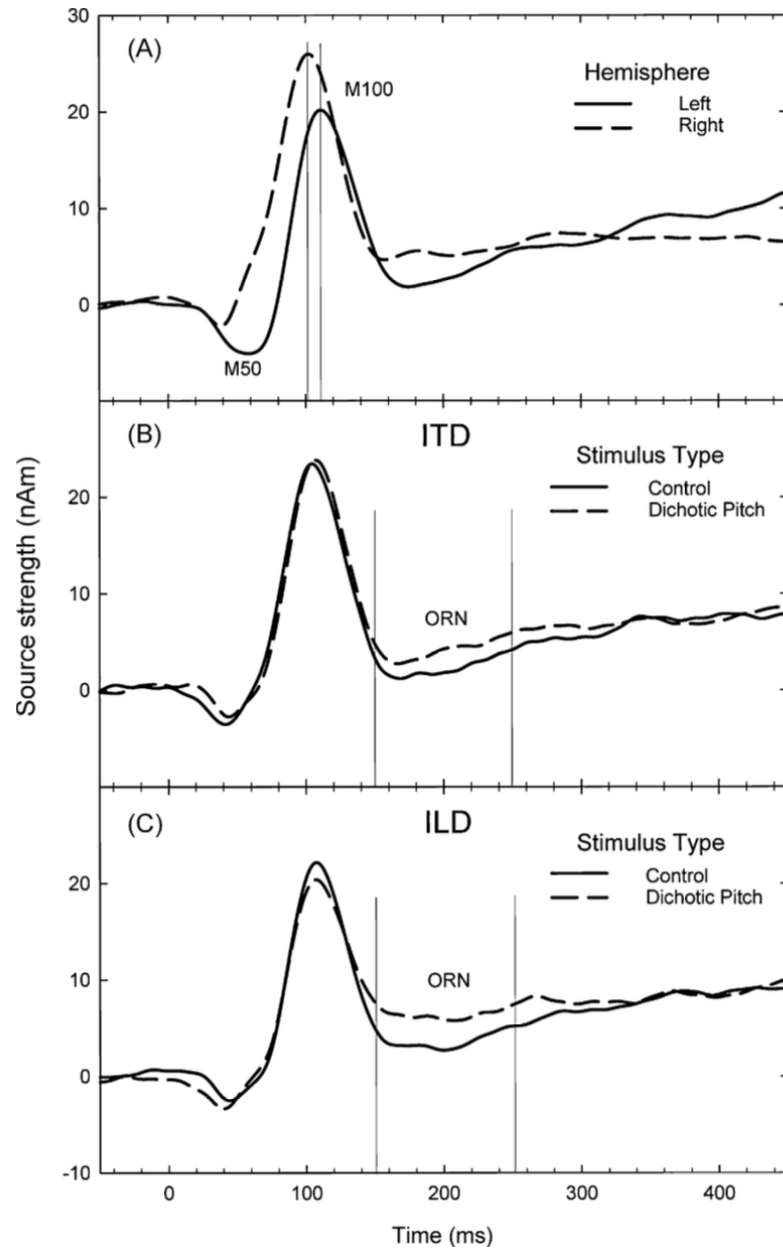 30
(A)
M100
Hemisphere
Left
Right
20
10
0
M50
(B)
ITD
Stimulus Type
Control
Dichotic Pitch
20
ORN
10
0
Source strength (nAm)
(C)
ILD
Stimulus Type
Control
Dichotic Pitch
20
ORN
10
0
-10
0 100 200 300 400
Time (ms)